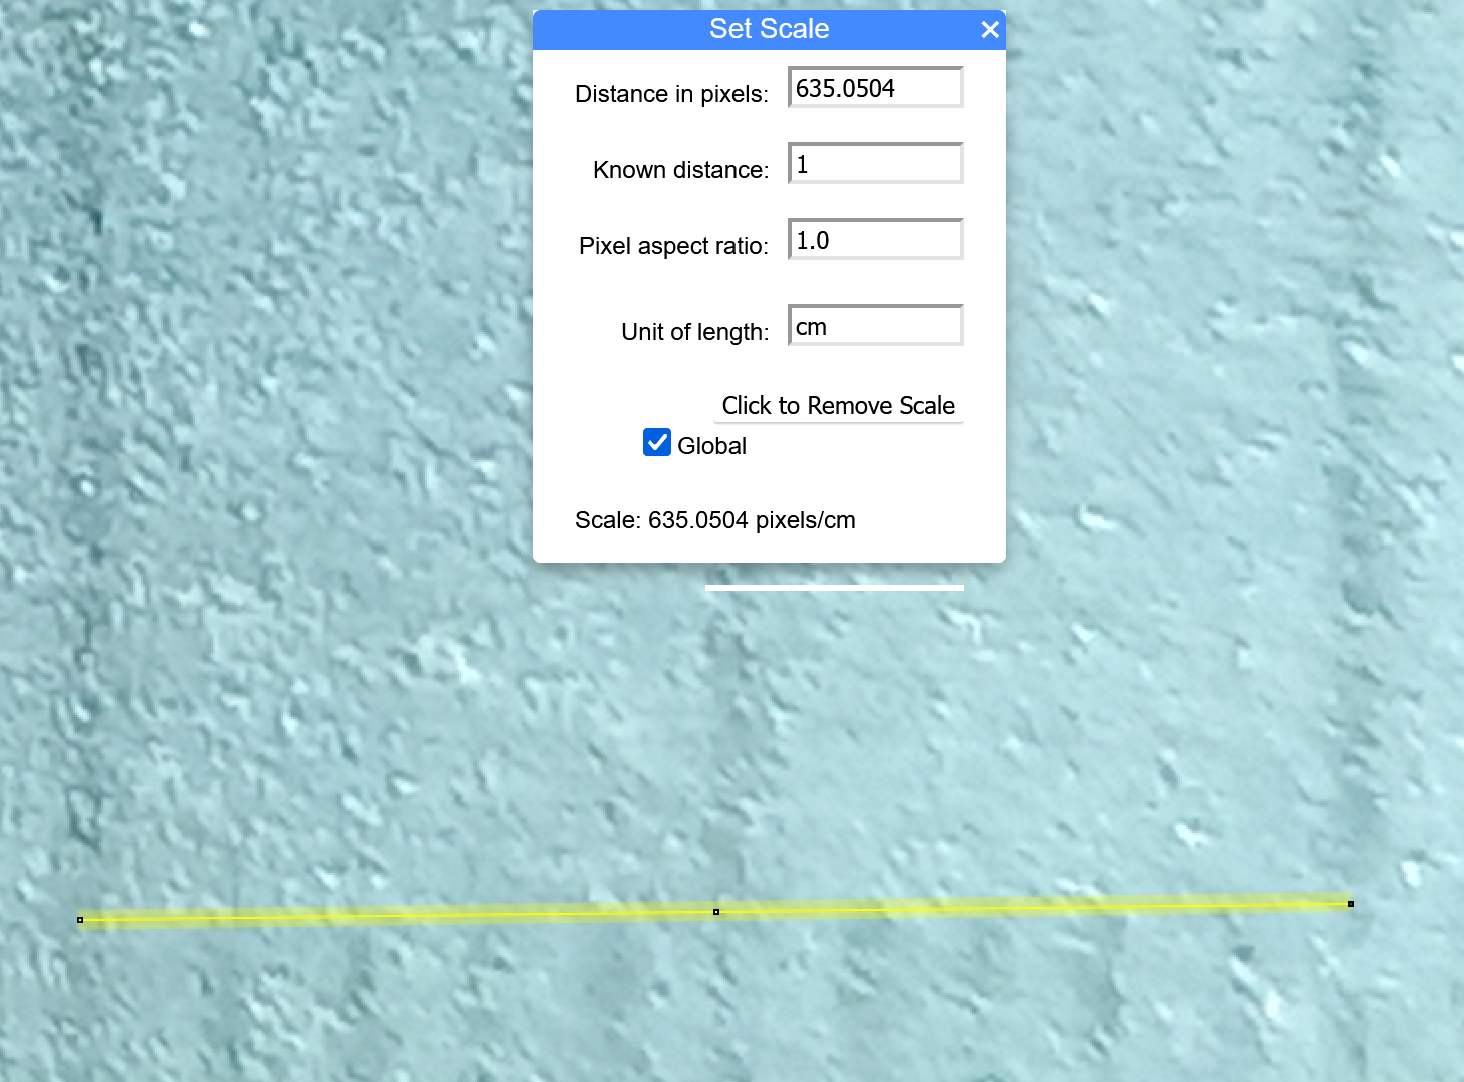 Set Scale
Distance in pixels: 635.0504
Known distance: 1
Pixel aspect ratio: 1.0
Unit of length: cm
Click to Remove Scale
Global
Scale: 635.0504 pixels/cm